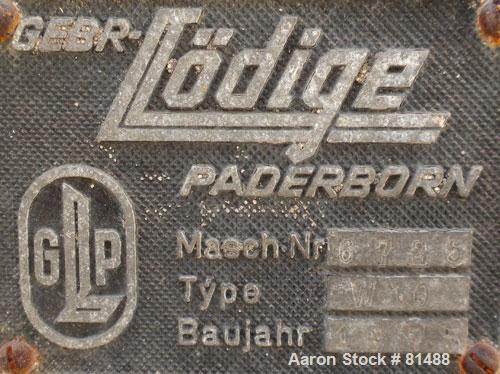 GEBR-Lödige
PADERBORN
GLP
Masch-Nr
Type
Baujahr
Aaron Stock # 81488